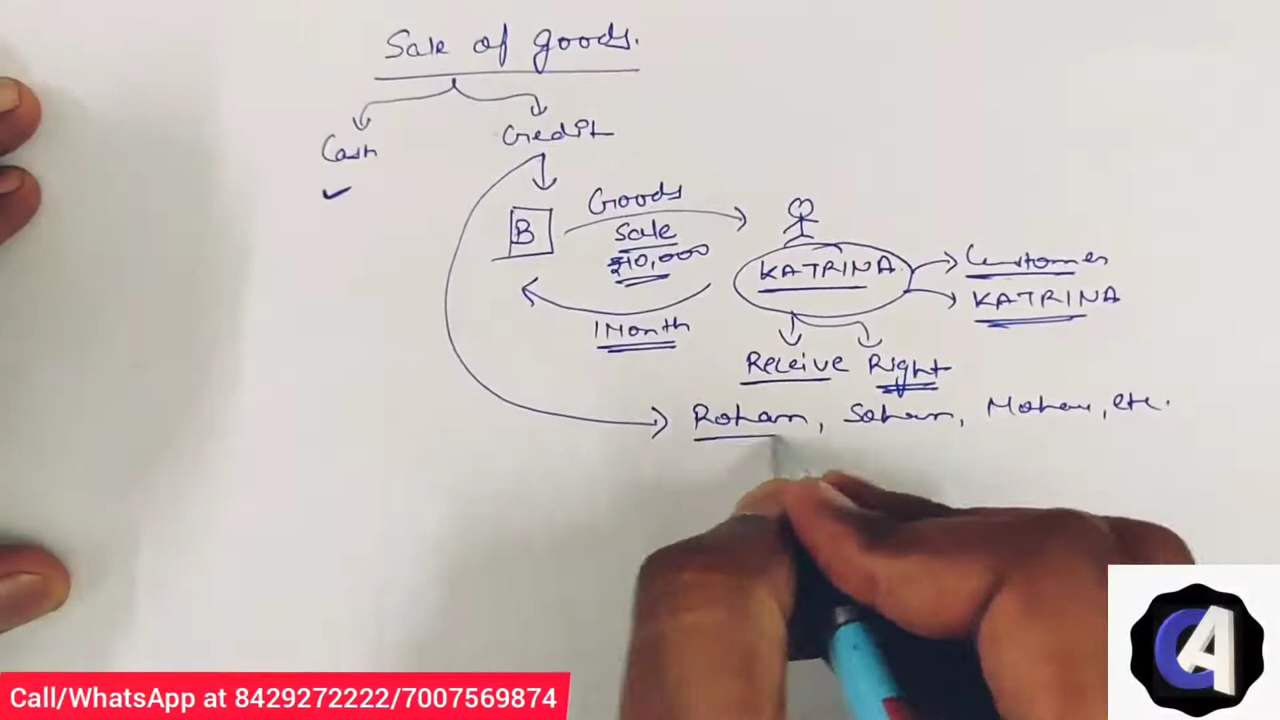 Sale of goods.
Cash
Credit
B
Goods
Sale
₹10,000
1 Month
KATRINA
Customer
KATRINA
Receive Right
Rohan, Sohan, Mohan, etc.
CA
Call/WhatsApp at 8429272222/7007569874